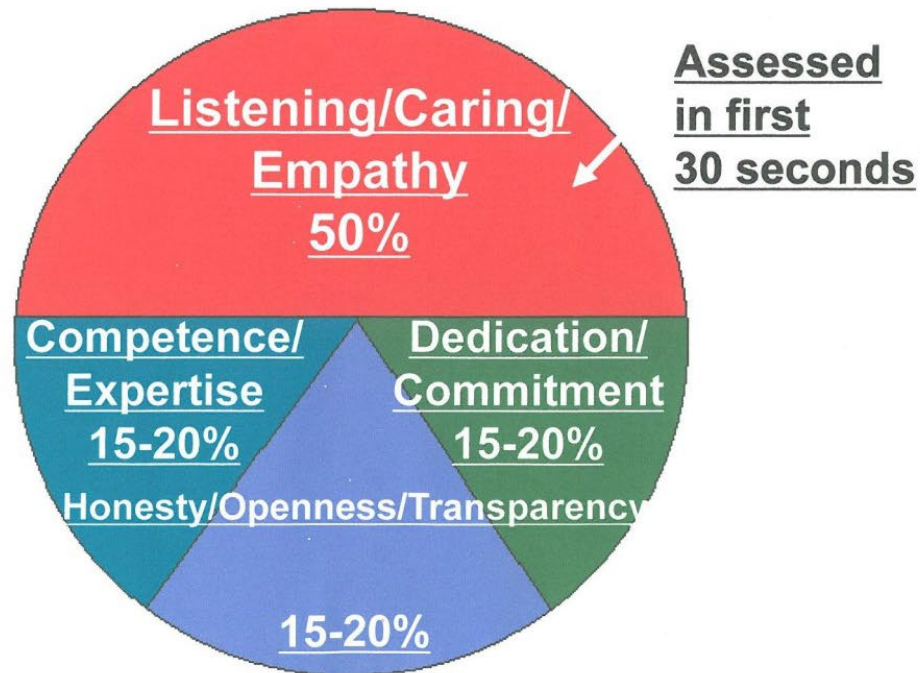 Listening/Caring/
Empathy
50%
Assessed
in first
30 seconds
Competence/
Expertise
15-20%
Dedication/
Commitment
15-20%
Honesty/Openness/Transparency
15-20%